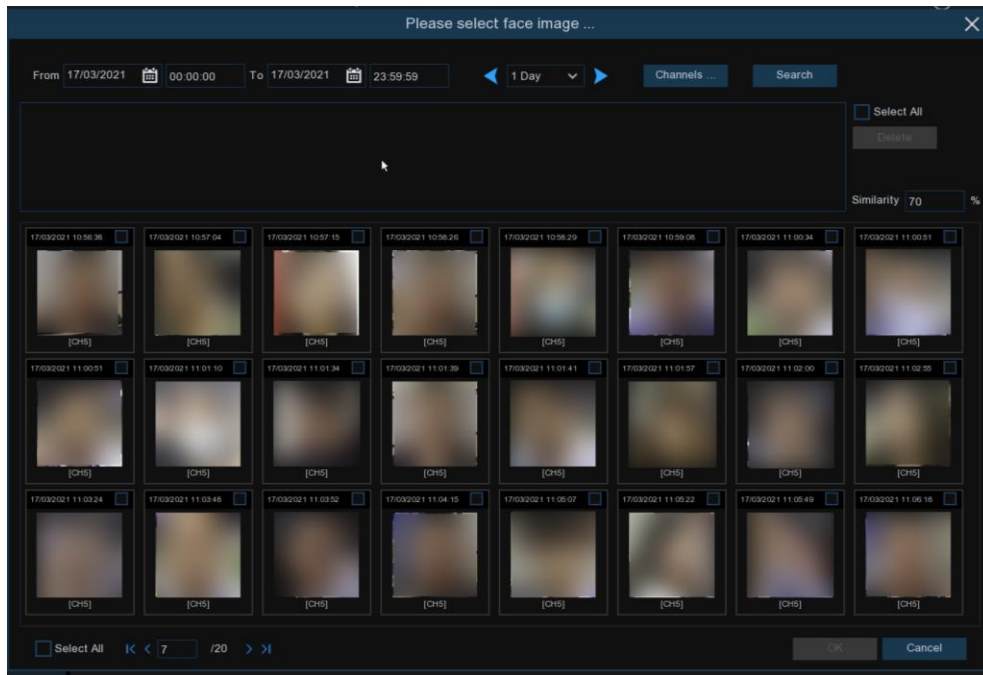 Please select face image ...
From 17/03/2021 00:00:00 To 17/03/2021 23:59:59 1 Day Channels ... Search
Select All
Delete
Similarity 70 %
17/03/2021 10:56:38 17/03/2021 10:57:04 17/03/2021 10:57:15 17/03/2021 10:58:26 17/03/2021 10:58:29 17/03/2021 10:59:08 17/03/2021 11:00:34 17/03/2021 11:00:51
[CH5] [CH5] [CH5] [CH5] [CH5] [CH5] [CH5] [CH5]
17/03/2021 11:00:51 17/03/2021 11:01:10 17/03/2021 11:01:34 17/03/2021 11:01:39 17/03/2021 11:01:41 17/03/2021 11:01:57 17/03/2021 11:02:00 17/03/2021 11:02:55
[CH5] [CH5] [CH5] [CH5] [CH5] [CH5] [CH5] [CH5]
17/03/2021 11:03:24 17/03/2021 11:03:48 17/03/2021 11:03:52 17/03/2021 11:04:15 17/03/2021 11:05:07 17/03/2021 11:05:22 17/03/2021 11:05:49 17/03/2021 11:06:16
[CH5] [CH5] [CH5] [CH5] [CH5] [CH5] [CH5] [CH5]
Select All 7 /20 OK Cancel